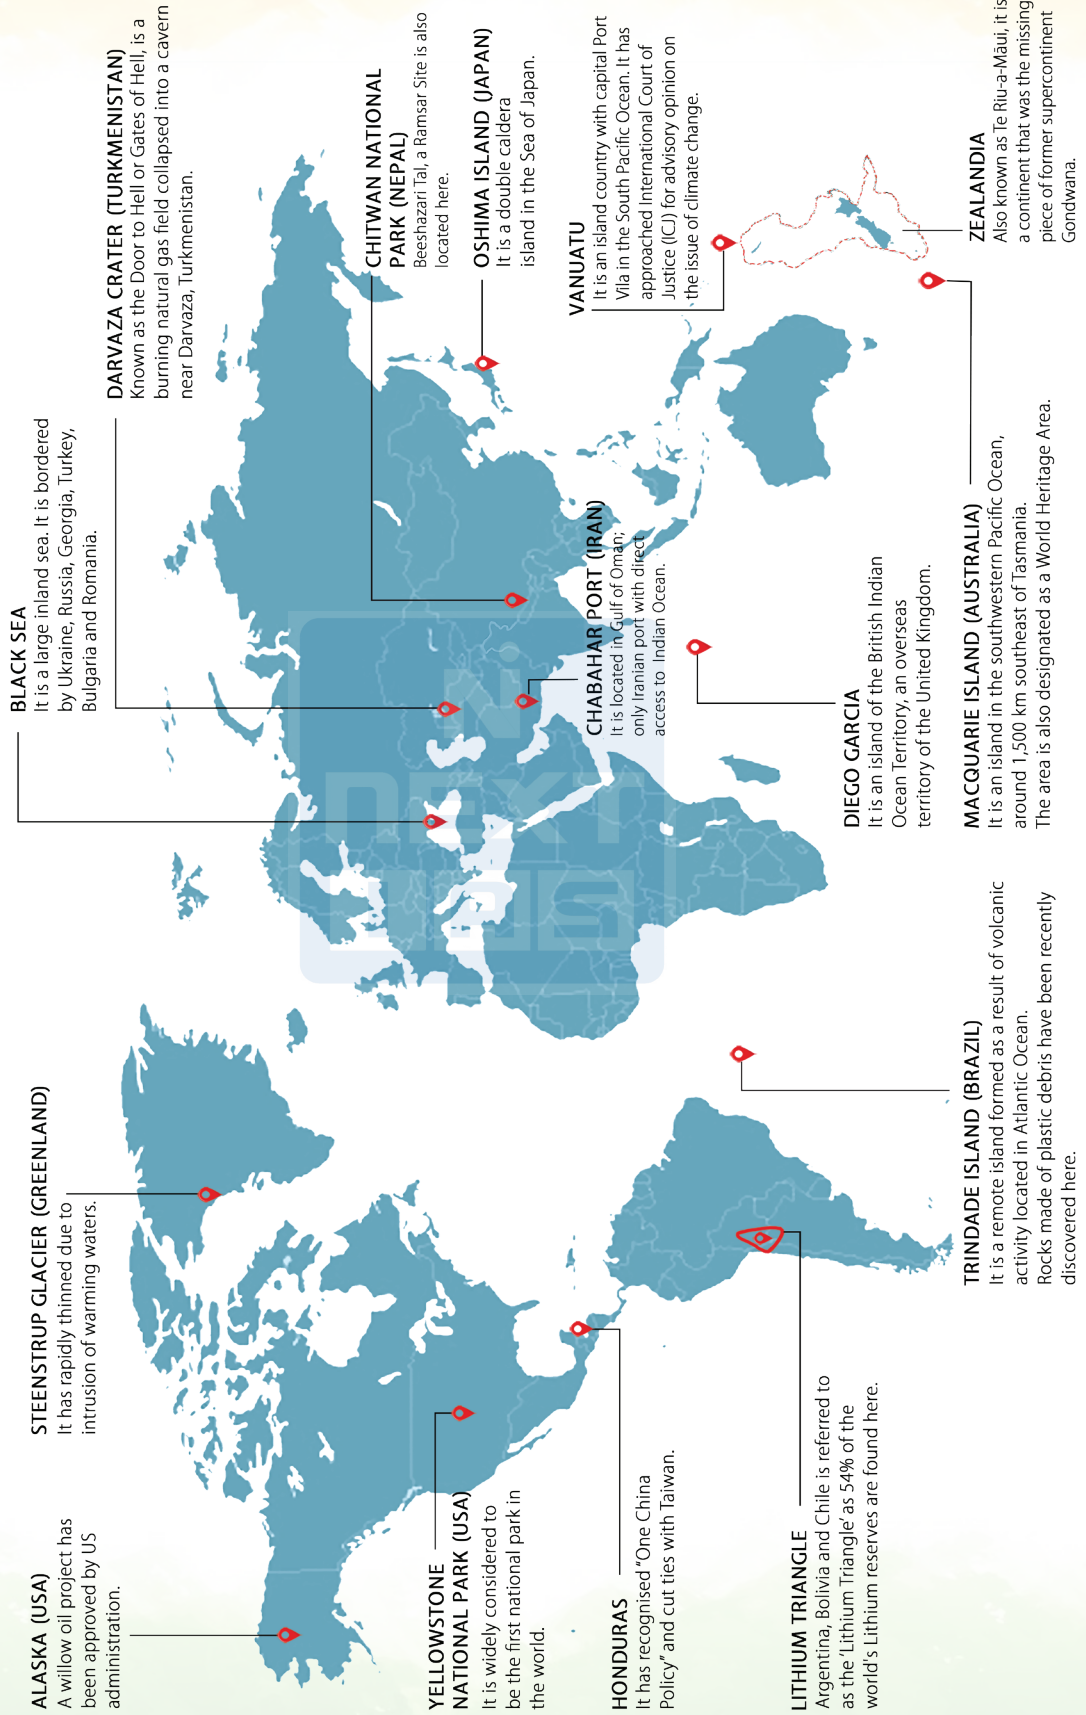 ALASKA (USA)
A willow oil project has
been approved by US
administration.
STEENSTRUP GLACIER (GREENLAND)
It has rapidly thinned due to
intrusion of warming waters.
BLACK SEA
It is a large inland sea. It is bordered
by Ukraine, Russia, Georgia, Turkey,
Bulgaria and Romania.
DARVAZA CRATER (TURKMENISTAN)
Known as the Door to Hell or Gates of Hell, is a
burning natural gas field collapsed into a cavern
near Darvaza, Turkmenistan.
CHITWAN NATIONAL
PARK (NEPAL)
Beeshazari Tal, a Ramsar Site is also
located here.
OSHIMA ISLAND (JAPAN)
It is a double caldera
island in the Sea of Japan.
VANUATU
It is an island country with capital Port
Vila in the South Pacific Ocean. It has
approached International Court of
Justice (ICJ) for advisory opinion on
the issue of climate change.
ZEALANDIA
Also known as Te Riu-a-Māui, it is
a continent that was the missing
piece of former supercontinent
Gondwana.
YELLOWSTONE
NATIONAL PARK (USA)
It is widely considered to
be the first national park in
the world.
HONDURAS
It has recognised "One China
Policy" and cut ties with Taiwan.
LITHIUM TRIANGLE
Argentina, Bolivia and Chile is referred to
as the 'Lithium Triangle' as 54% of the
world's Lithium reserves are found here.
TRINDADE ISLAND (BRAZIL)
It is a remote island formed as a result of volcanic
activity located in Atlantic Ocean.
Rocks made of plastic debris have been recently
discovered here.
CHABAHAR PORT (IRAN)
It is located in Gulf of Oman;
only Iranian port with direct
access to Indian Ocean.
DIEGO GARCIA
It is an island of the British Indian
Ocean Territory, an overseas
territory of the United Kingdom.
MACQUARIE ISLAND (AUSTRALIA)
It is an island in the southwestern Pacific Ocean,
around 1,500 km southeast of Tasmania.
The area is also designated as a World Heritage Area.
NEXT
IAS